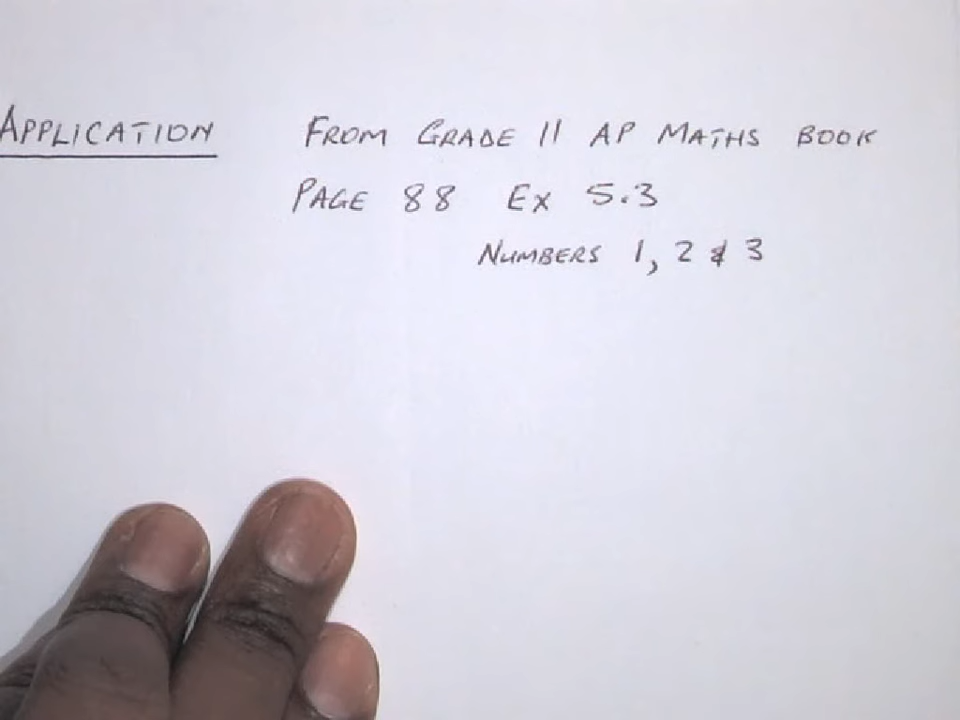 APPLICATION FROM GRADE 11 AP MATHS BOOK
PAGE 88 EX 5.3
NUMBERS 1, 2 & 3